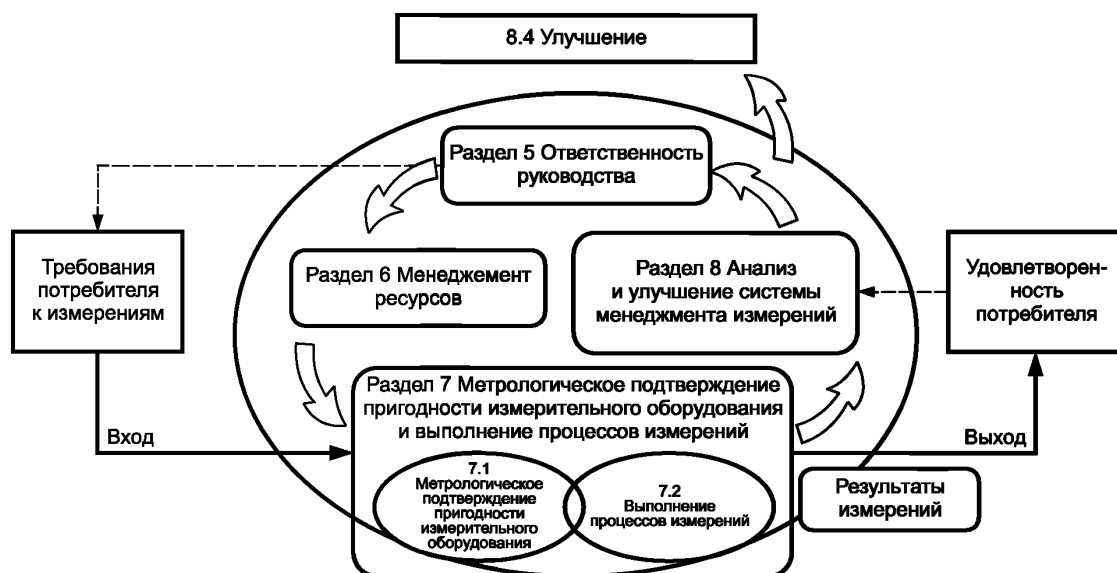 8.4 Улучшение
Раздел 5 Ответственность
руководства
Требования
потребителя
к измерениям
Раздел 6 Менеджемент
ресурсов
Раздел 8 Анализ
и улучшение системы
менеджмента измерений
Удовлетворен-
ность
потребителя
Раздел 7 Метрологическое подтверждение
пригодности измерительного оборудования
и выполнение процессов измерений
Вход
Выход
7.1
Метрологическое
подтверждение
пригодности
измерительного
оборудования
7.2
Выполнение
процессов измерений
Результаты
измерений